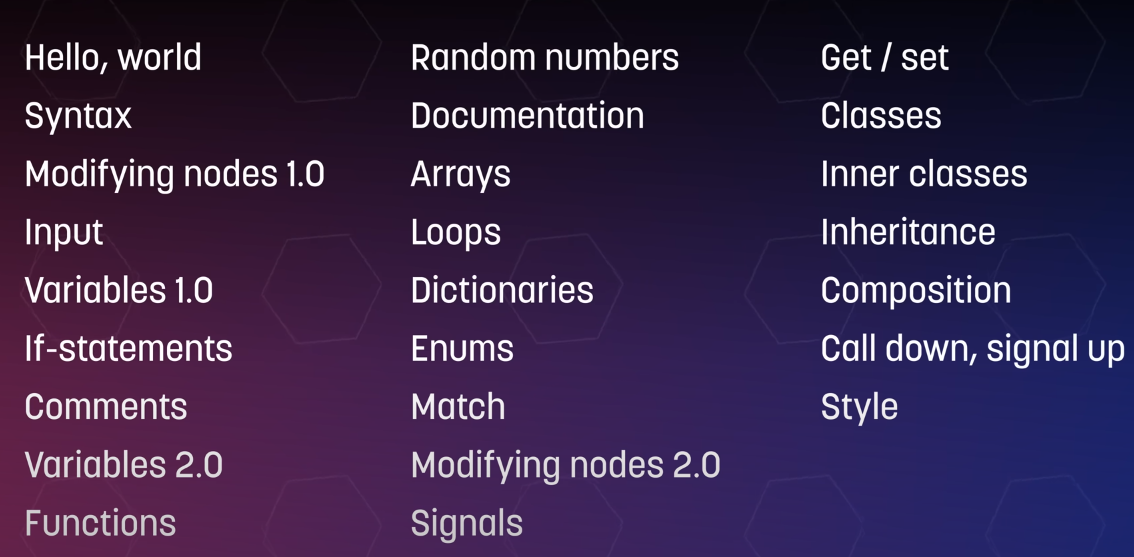 Hello, world
Syntax
Modifying nodes 1.0
Input
Variables 1.0
If-statements
Comments
Variables 2.0
Functions
Random numbers
Documentation
Arrays
Loops
Dictionaries
Enums
Match
Modifying nodes 2.0
Signals
Get / set
Classes
Inner classes
Inheritance
Composition
Call down, signal up
Style